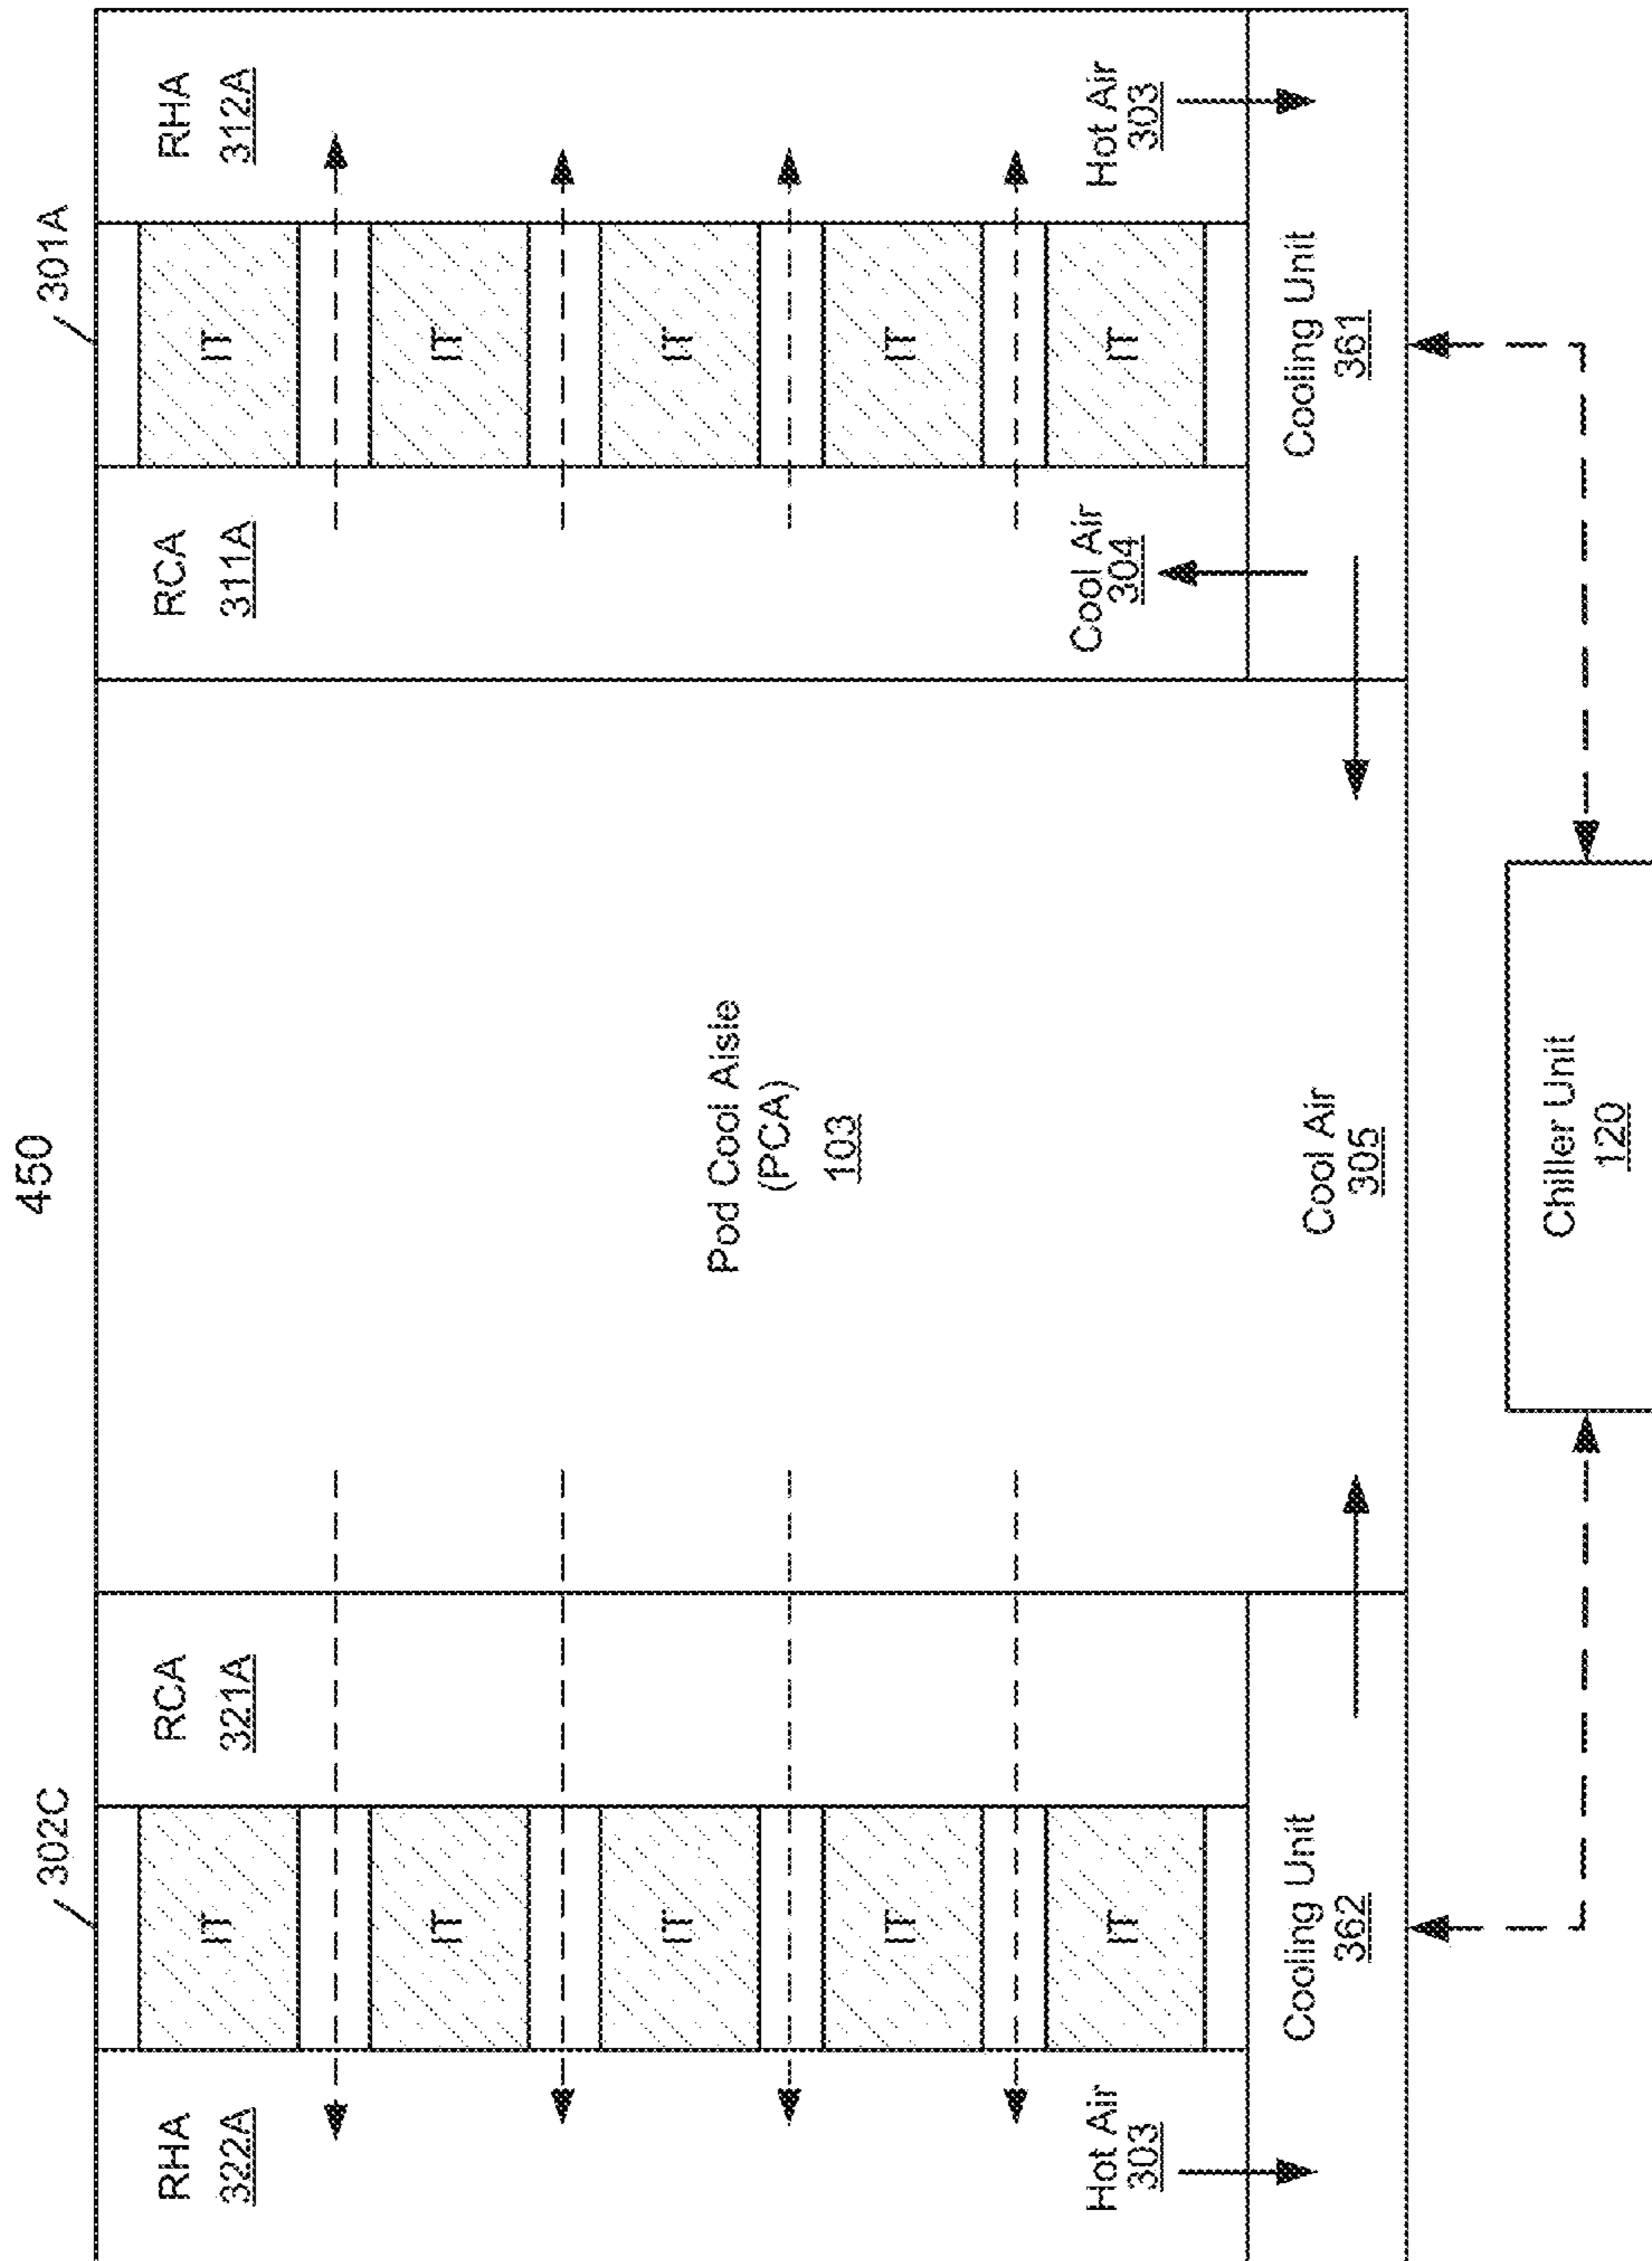 450
302C
301A
RHA
322A
RCA
321A
RCA
311A
RHA
312A
IT
IT
IT
IT
IT
IT
IT
IT
IT
IT
Pod Cool Aisle
(PCA)
103
Hot Air
303
Cool Air
304
Hot Air
303
Cooling Unit
362
Cool Air
305
Cooling Unit
361
Chiller Unit
120